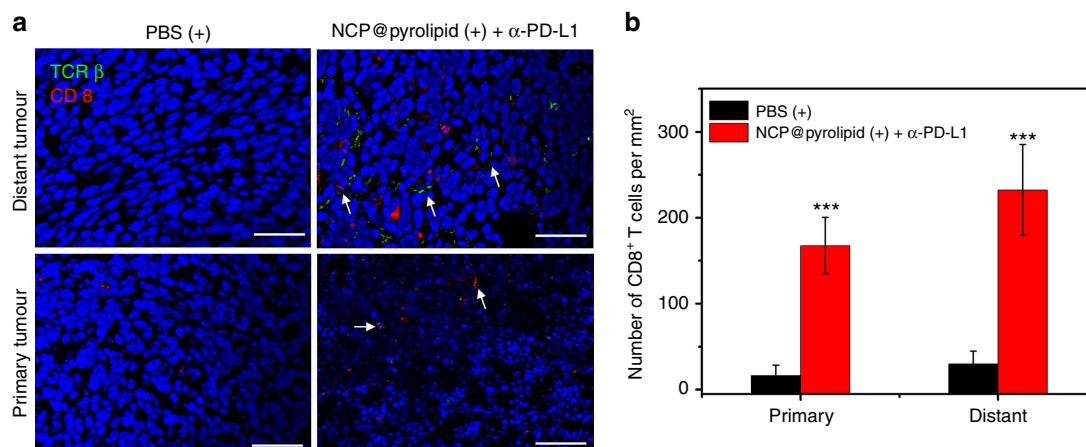 a
PBS (+)
NCP@pyrolipid (+) + α-PD-L1
Distant tumour
TCR β
CD 8
Primary tumour
b
Number of CD8⁺ T cells per mm²
300
200
100
0
PBS (+)
NCP@pyrolipid (+) + α-PD-L1
***
***
Primary
Distant